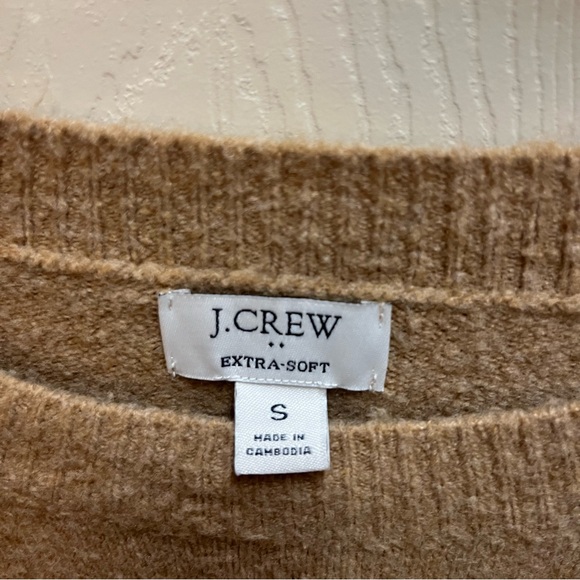 J.CREW
EXTRA-SOFT
S
MADE IN
CAMBODIA